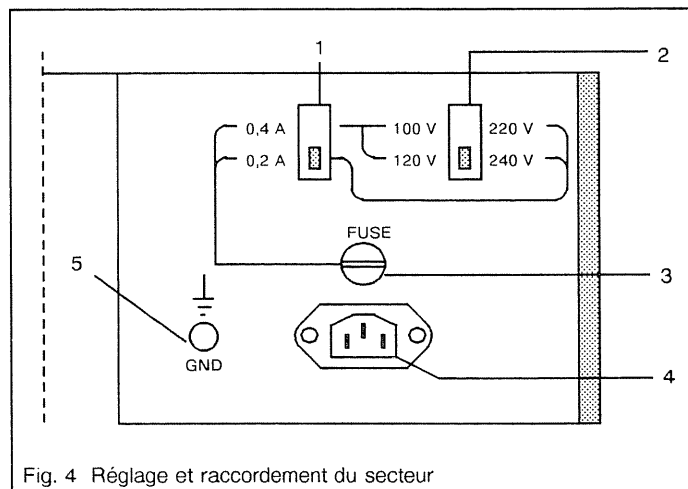 1
2
0,4 A 100 V 220 V
0,2 A 120 V 240 V
FUSE
5
3
GND
4
Fig. 4 Réglage et raccordement du secteur